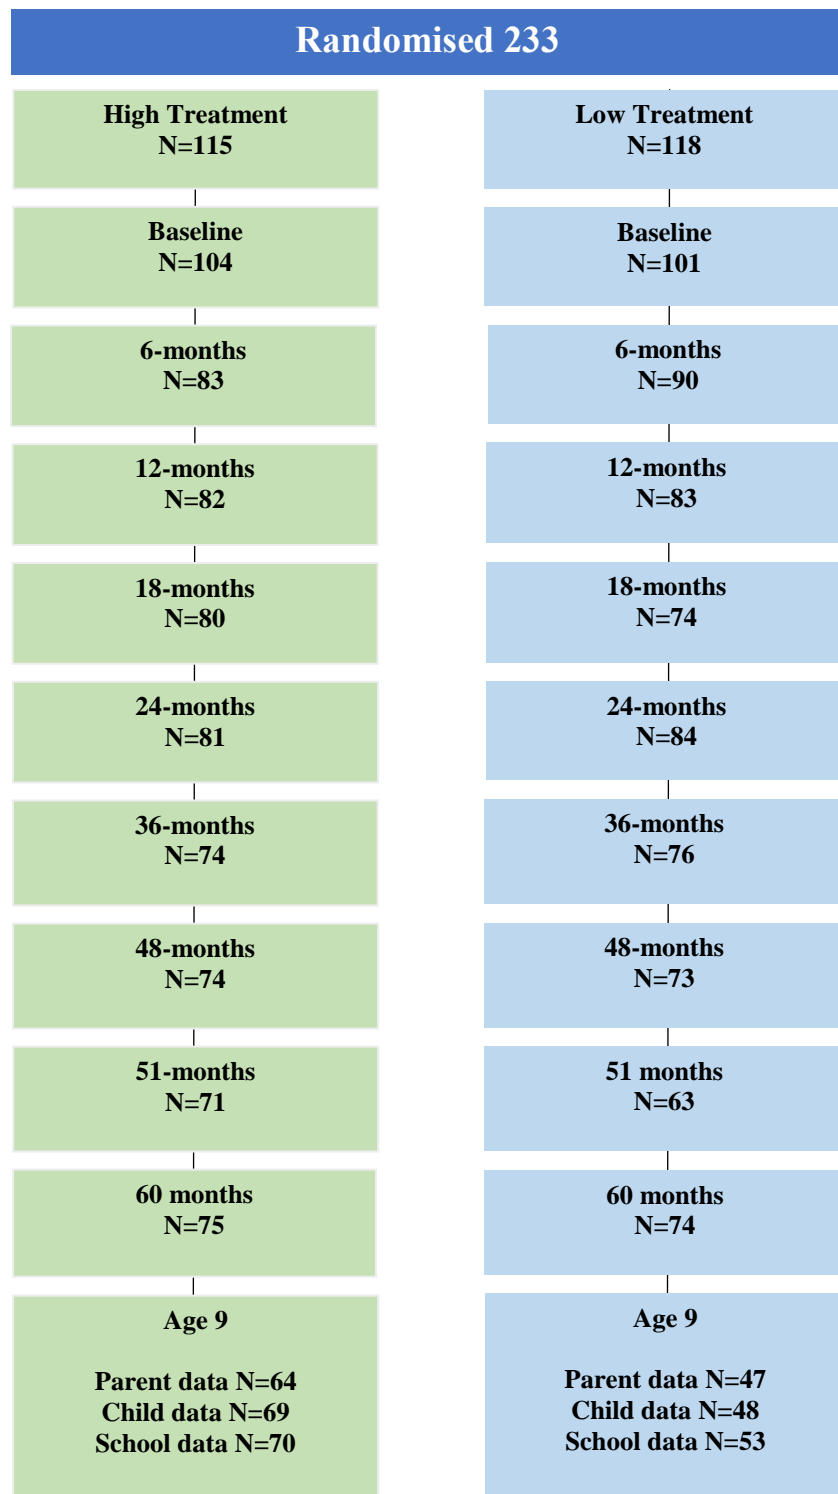 Randomised 233
High Treatment
N=115
Low Treatment
N=118
Baseline
N=104
Baseline
N=101
6-months
N=83
6-months
N=90
12-months
N=82
12-months
N=83
18-months
N=80
18-months
N=74
24-months
N=81
24-months
N=84
36-months
N=74
36-months
N=76
48-months
N=74
48-months
N=73
51-months
N=71
51 months
N=63
60 months
N=75
60 months
N=74
Age 9
Parent data N=64
Child data N=69
School data N=70
Age 9
Parent data N=47
Child data N=48
School data N=53